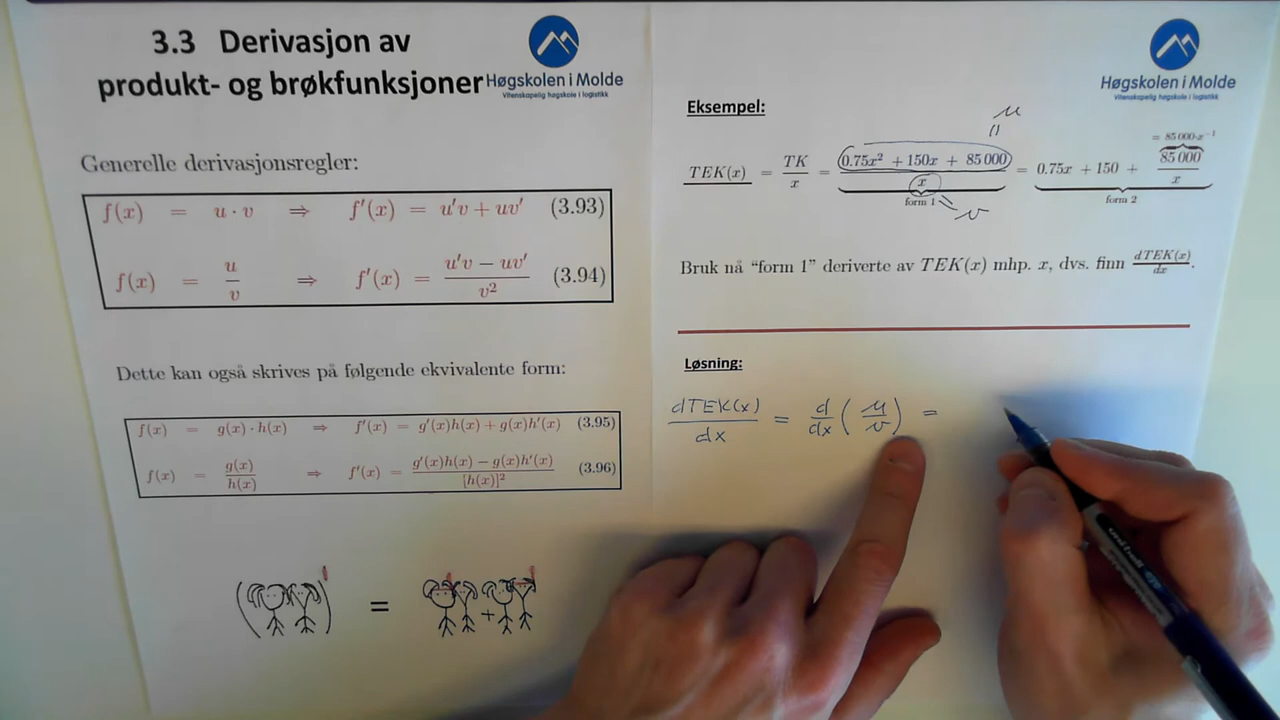 3.3 Derivasjon av
produkt- og brøkfunksjoner
Høgskolen i Molde
Vitenskapelig høgskole i logistikk
Generelle derivasjonsregler:
f(x) = u · v ⇒ f'(x) = u'v + uv' (3.93)
f(x) = u/v ⇒ f'(x) = (u'v − uv')/v² (3.94)
Dette kan også skrives på følgende ekvivalente form:
f(x) = g(x) · h(x) ⇒ f'(x) = g'(x)h(x) + g(x)h'(x) (3.95)
f(x) = g(x)/h(x) ⇒ f'(x) = (g'(x)h(x) − g(x)h'(x))/[h(x)]² (3.96)
( )' = +
Høgskolen i Molde
Vitenskapelig høgskole i logistikk
Eksempel:
u
=
= 85 000·x⁻¹
TEK(x) = TK/x = (0.75x² + 150x + 85 000)/x = 0.75x + 150 + 85 000/x
form 1
v
form 2
Bruk nå “form 1” deriverte av TEK(x) mhp. x, dvs. finn dTEK(x)/dx.
Løsning:
dTEK(x)/dx = d/dx (u/v) =